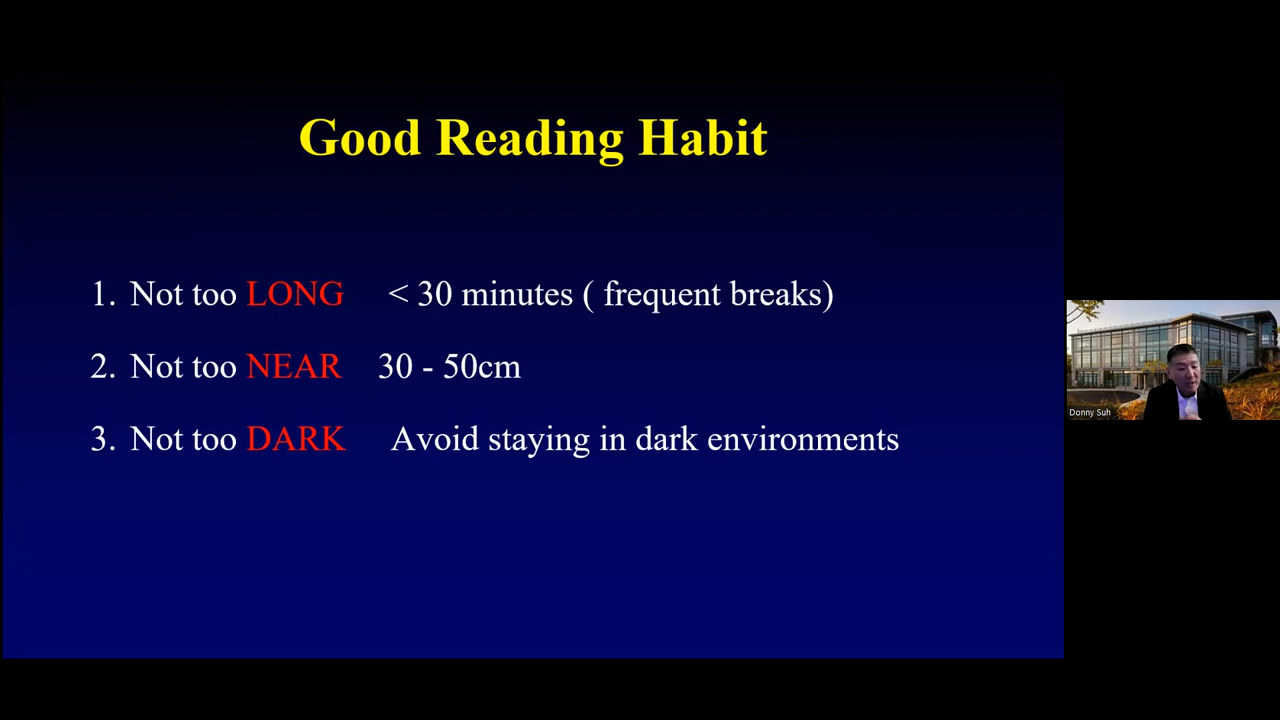 Good Reading Habit
1. Not too LONG < 30 minutes ( frequent breaks)
2. Not too NEAR 30 - 50cm
3. Not too DARK Avoid staying in dark environments
Donny Suh